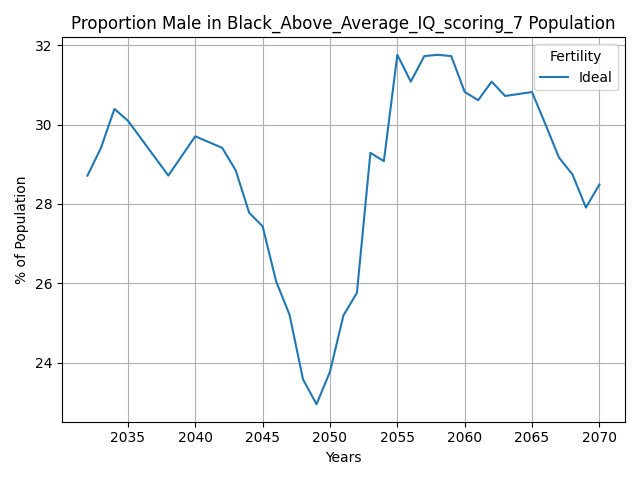 Proportion Male in Black_Above_Average_IQ_scoring_7 Population
Fertility
Ideal
% of Population
32
30
28
26
24
2035 2040 2045 2050 2055 2060 2065 2070
Years